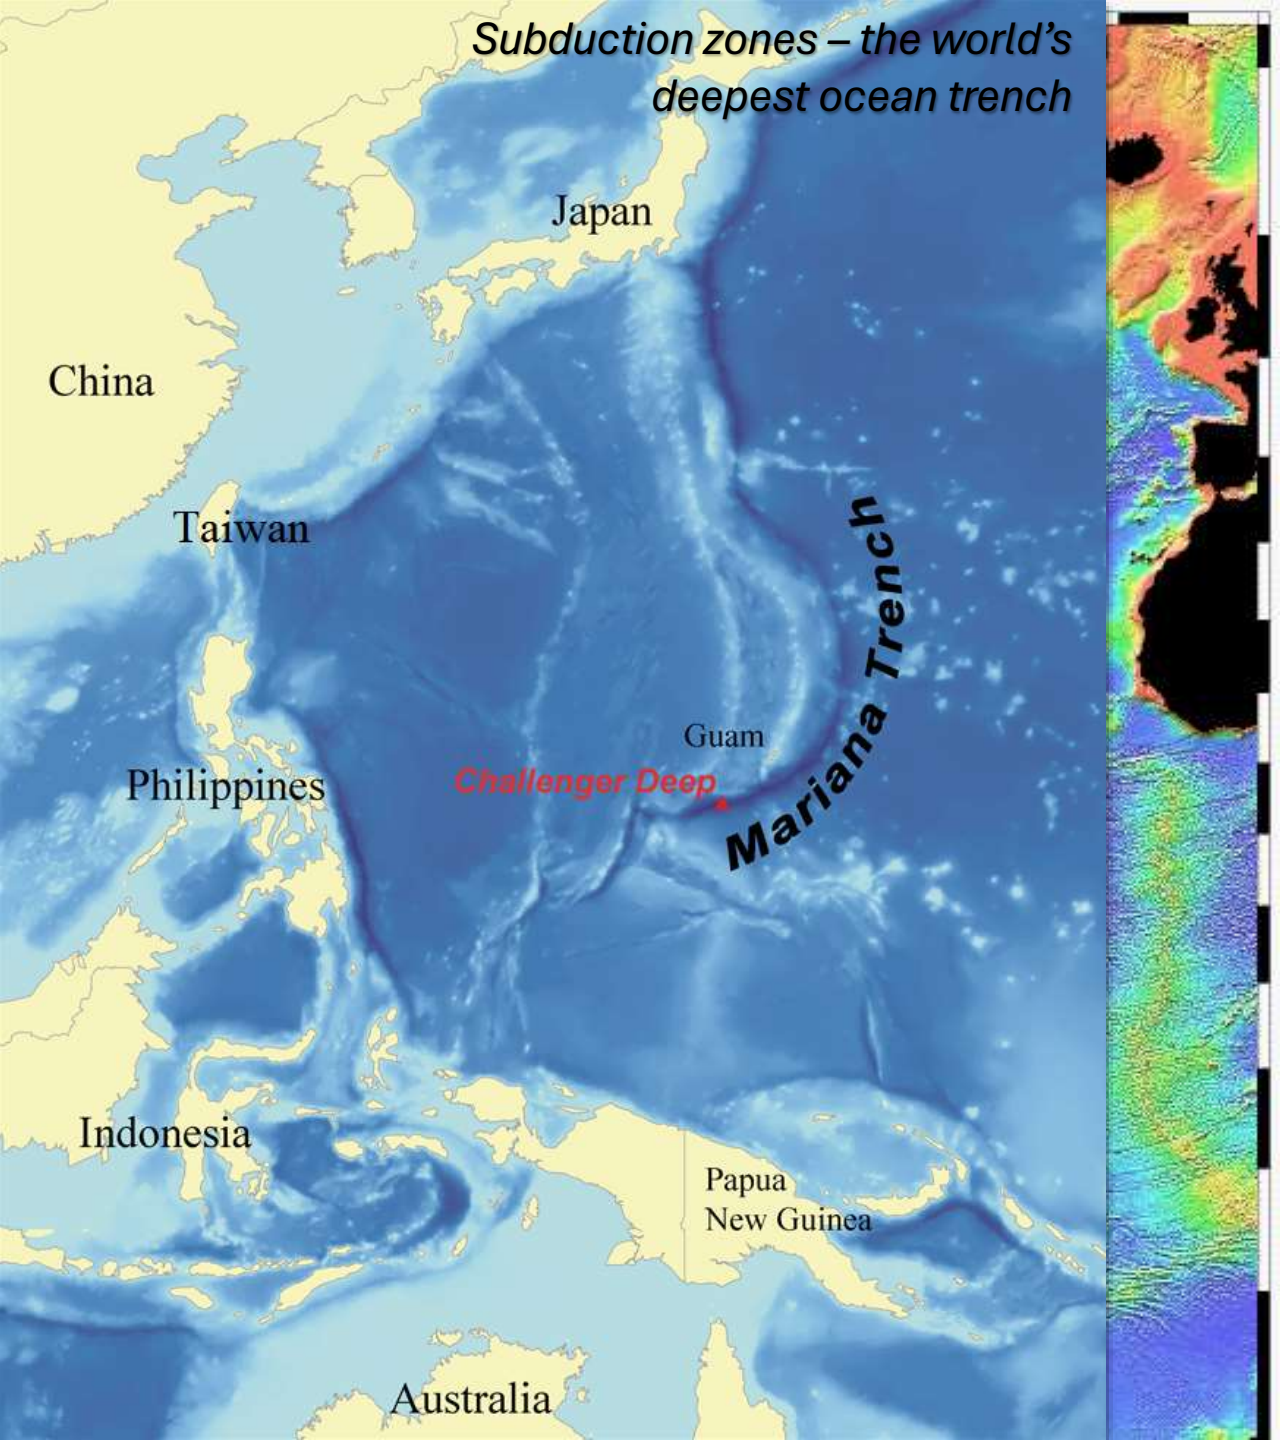 Subduction zones – the world's
deepest ocean trench
Japan
China
Taiwan
Mariana Trench
Guam
Challenger Deep
Philippines
Indonesia
Papua
New Guinea
Australia